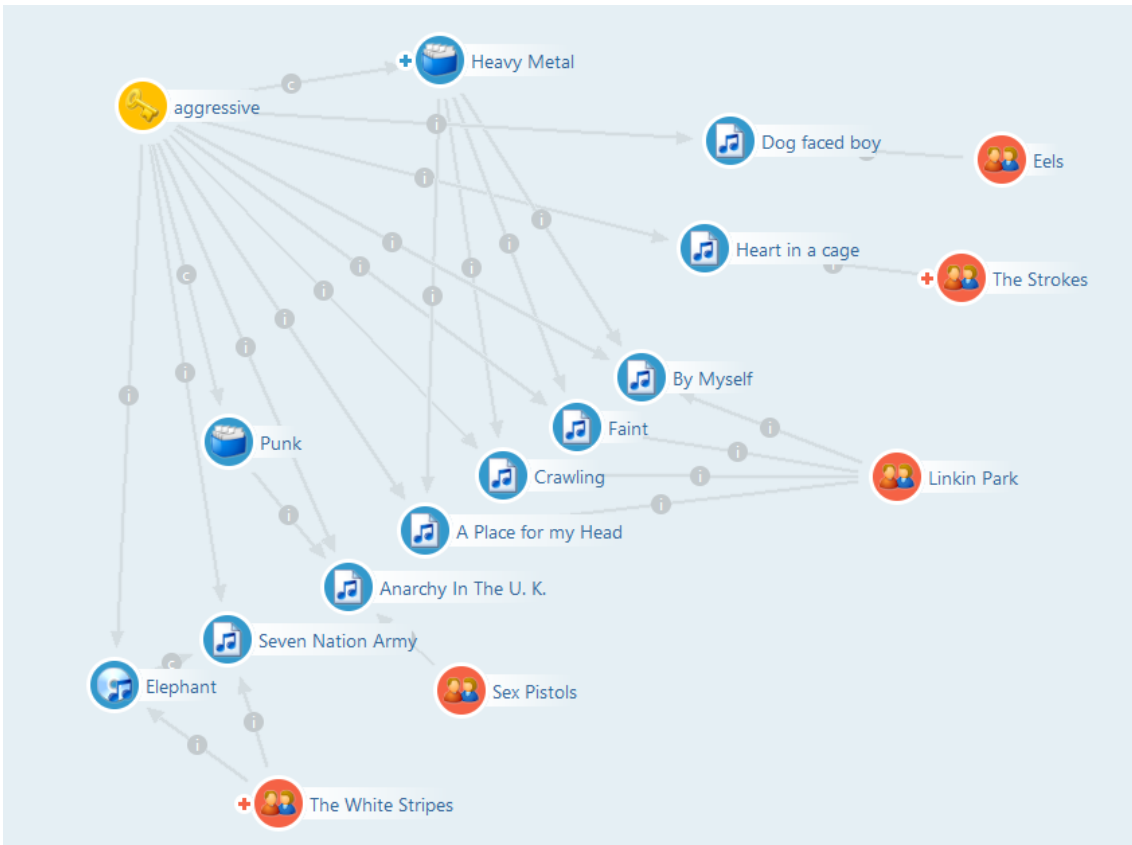 Heavy Metal
c
aggressive
i
Dog faced boy
Eels
i
i
Heart in a cage
i
i
i
i
c
i
i
The Strokes
i
i
i
i
i
By Myself
i
i
Faint
i
Punk
i
Crawling
i
Linkin Park
i
i
A Place for my Head
Anarchy In The U. K.
Seven Nation Army
c
Elephant
Sex Pistols
i
i
The White Stripes